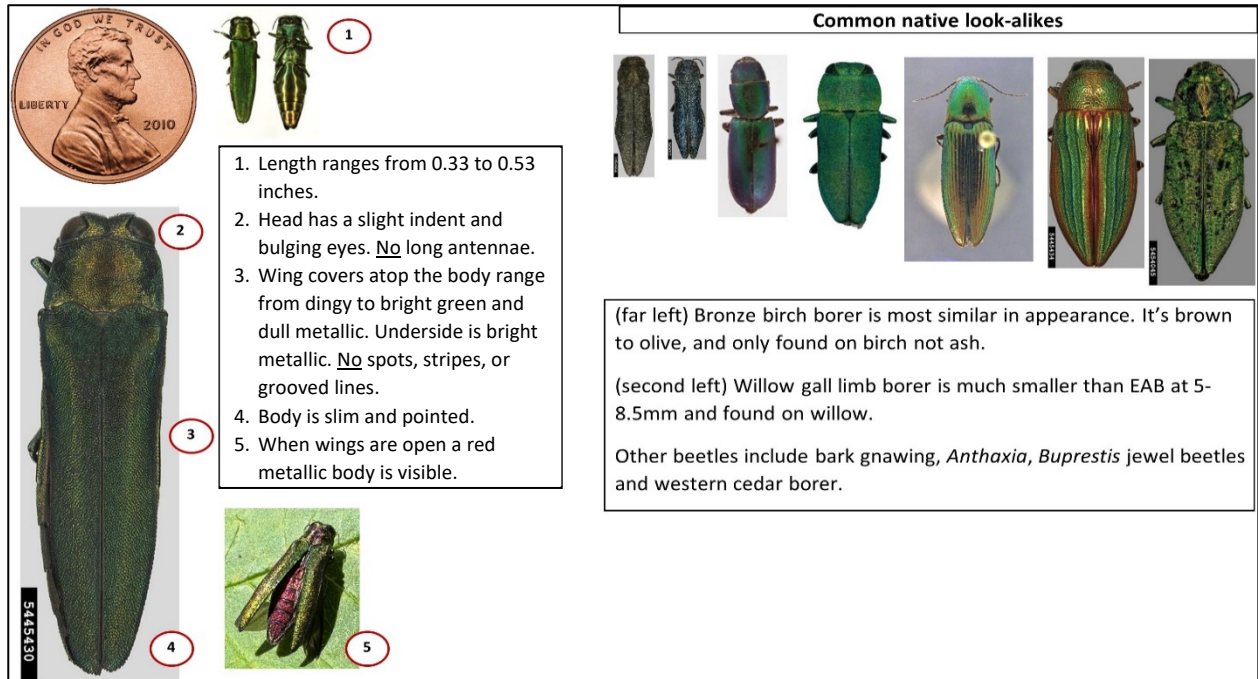 IN GOD WE TRUST
LIBERTY
2010
1
2
3
4
5445430
1. Length ranges from 0.33 to 0.53
inches.
2. Head has a slight indent and
bulging eyes. No long antennae.
3. Wing covers atop the body range
from dingy to bright green and
dull metallic. Underside is bright
metallic. No spots, stripes, or
grooved lines.
4. Body is slim and pointed.
5. When wings are open a red
metallic body is visible.
5
Common native look-alikes
5445434
5454045
(far left) Bronze birch borer is most similar in appearance. It’s brown
to olive, and only found on birch not ash.
(second left) Willow gall limb borer is much smaller than EAB at 5-
8.5mm and found on willow.
Other beetles include bark gnawing, Anthaxia, Buprestis jewel beetles
and western cedar borer.